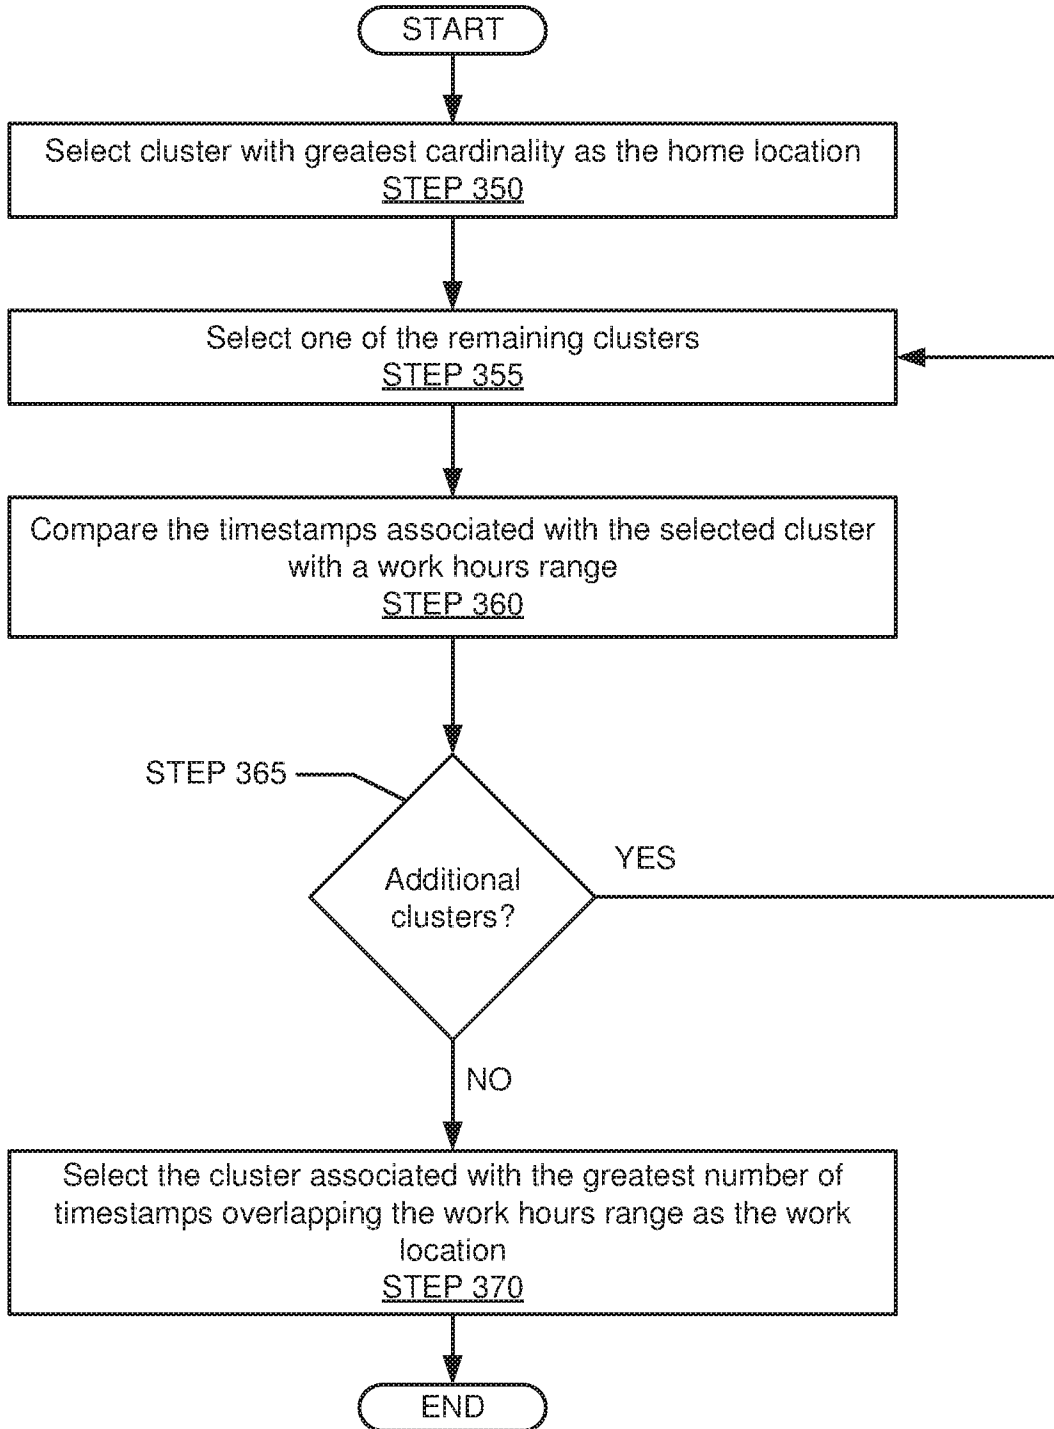 START
Select cluster with greatest cardinality as the home location
STEP 350
Select one of the remaining clusters
STEP 355
Compare the timestamps associated with the selected cluster
with a work hours range
STEP 360
STEP 365
Additional
clusters?
YES
NO
Select the cluster associated with the greatest number of
timestamps overlapping the work hours range as the work
location
STEP 370
END